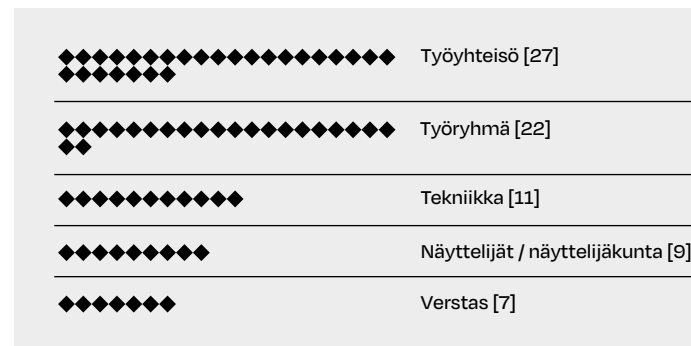 Työyhteisö [27]
Työryhmä [22]
Tekniikka [11]
Näyttelijät / näyttelijäkunta [9]
Verstas [7]